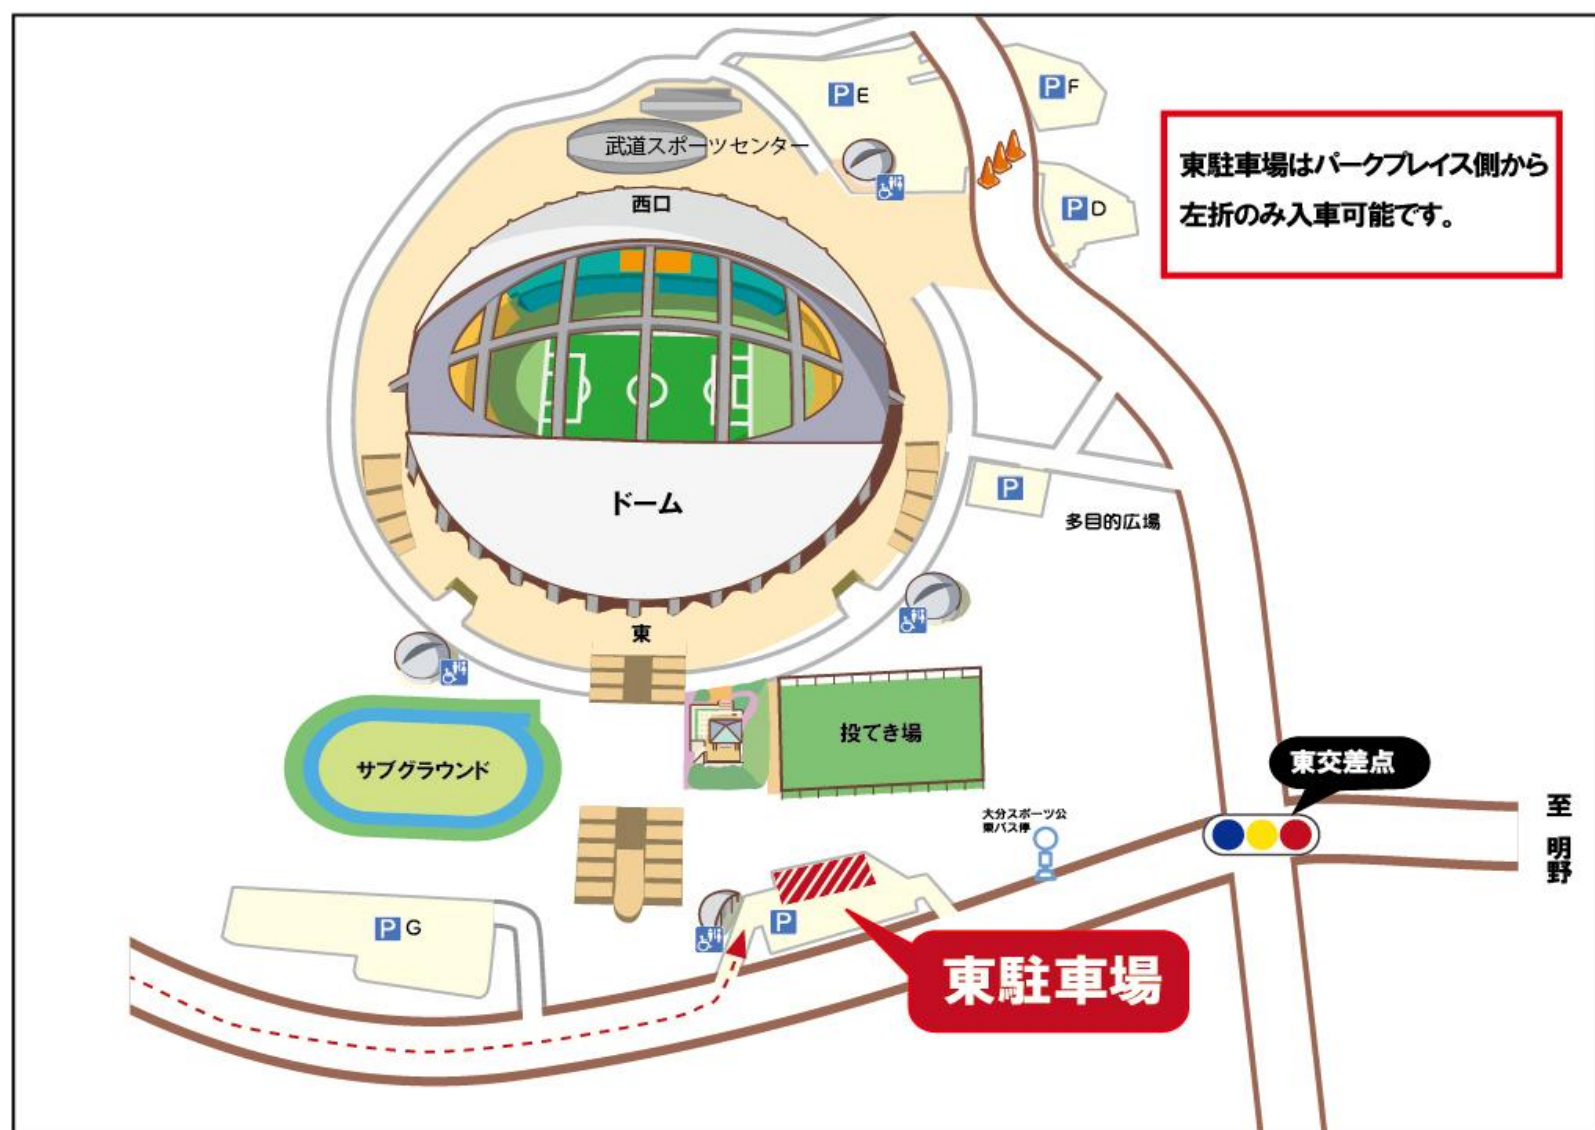 P E
P F
武道スポーツセンター
東駐車場はパークプレイス側から
左折のみ入車可能です。
西口
P D
ドーム
P
多目的広場
東
投てき場
サブグラウンド
東交差点
至 明野
大分スポーツ公
東バス停
P G
P
東駐車場